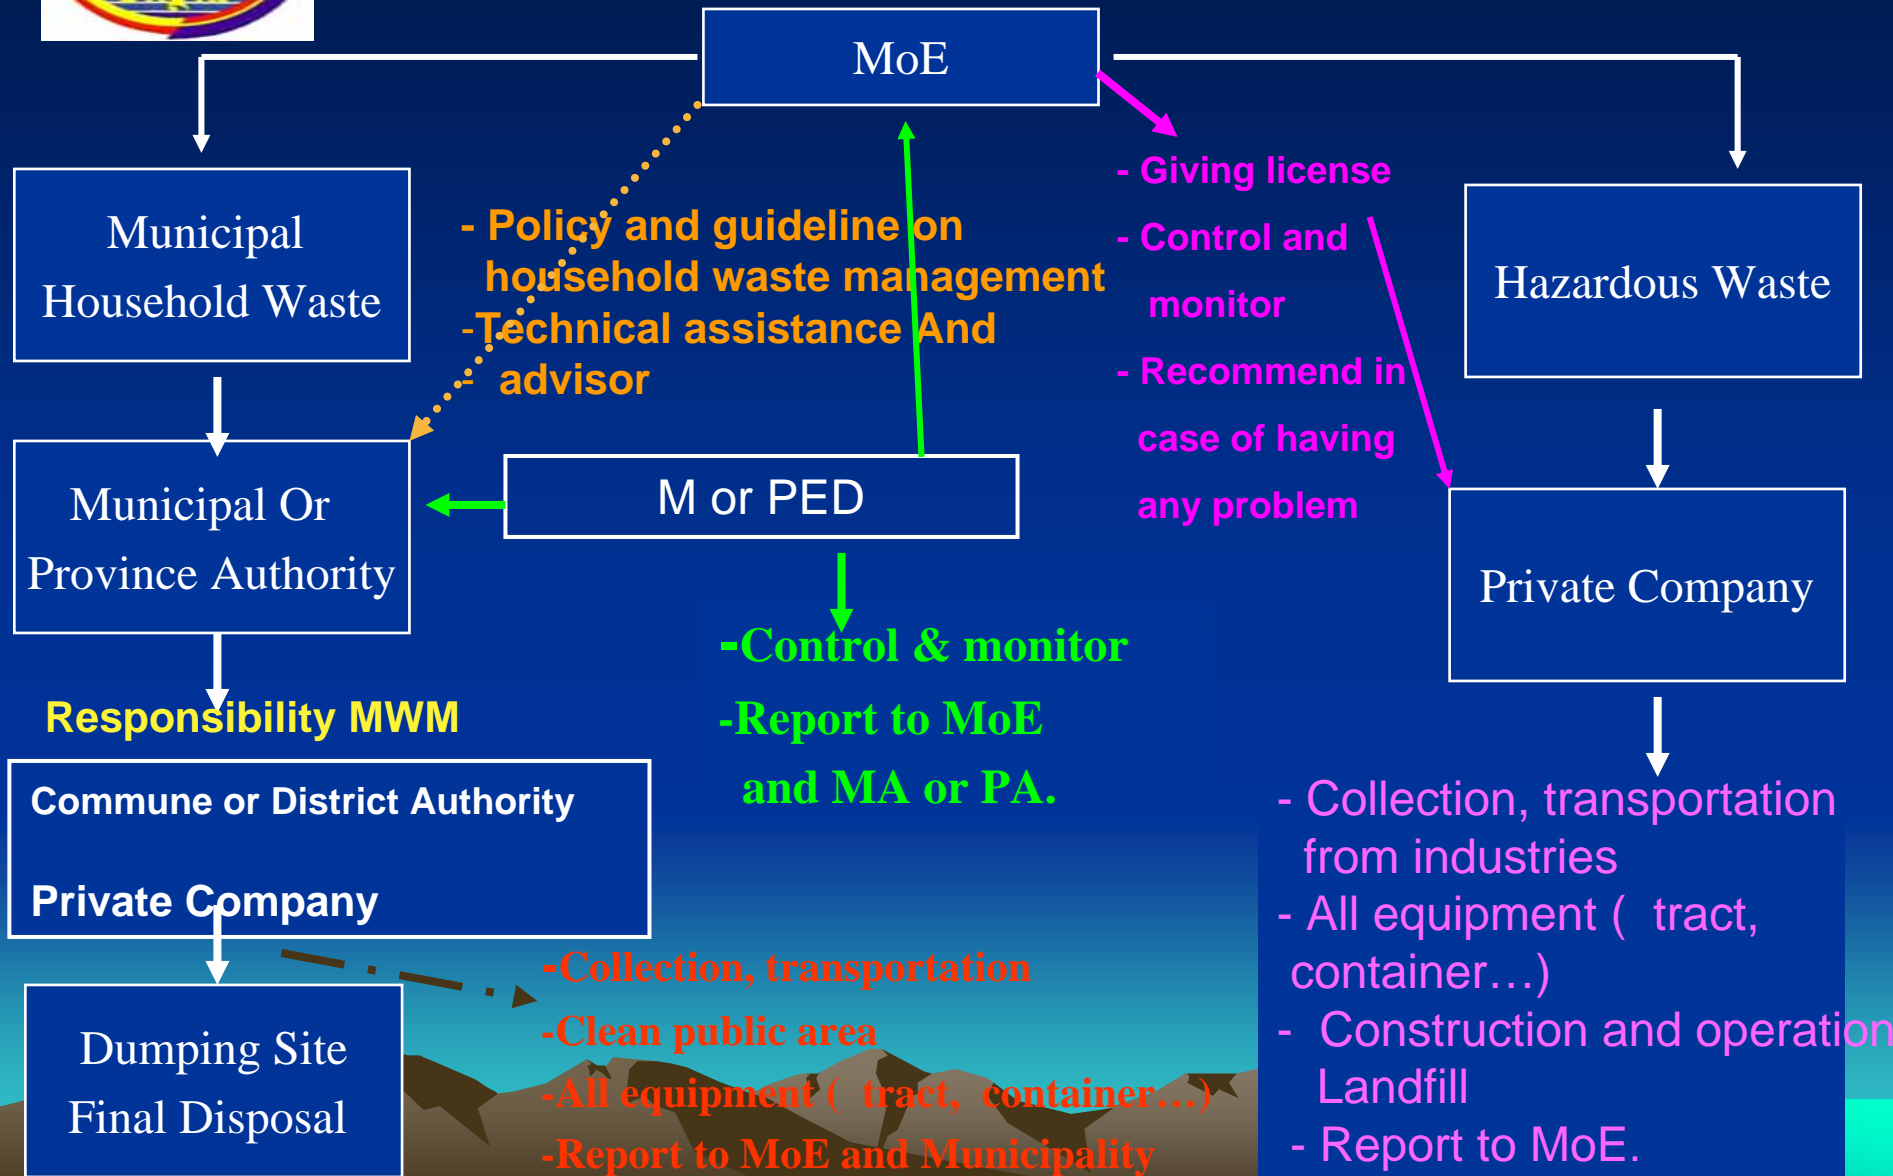 MoE
Municipal
Household Waste
- Policy and guideline on
household waste management
-Technical assistance And
- advisor
- Giving license
- Control and
monitor
- Recommend in
case of having
any problem
Hazardous Waste
Municipal Or
Province Authority
M or PED
Private Company
-Control & monitor
-Report to MoE
and MA or PA.
Responsibility MWM
Commune or District Authority
Private Company
Dumping Site
Final Disposal
-Collection, transportation
-Clean public area
-All equipment ( tract, container…)
-Report to MoE and Municipality
- Collection, transportation
from industries
- All equipment ( tract,
container…)
- Construction and operation
Landfill
- Report to MoE.